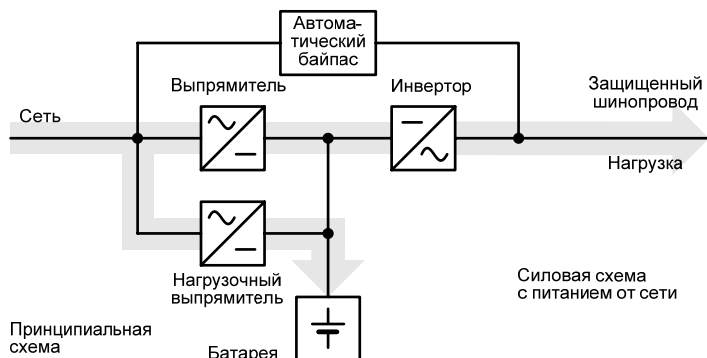 Автома-
тический
байпас
Выпрямитель
Инвертор
Защищенный
шинопровод
Сеть
Нагрузка
Нагрузочный
выпрямитель
Силовая схема
с питанием от сети
Принципиальная
схема
Батарея